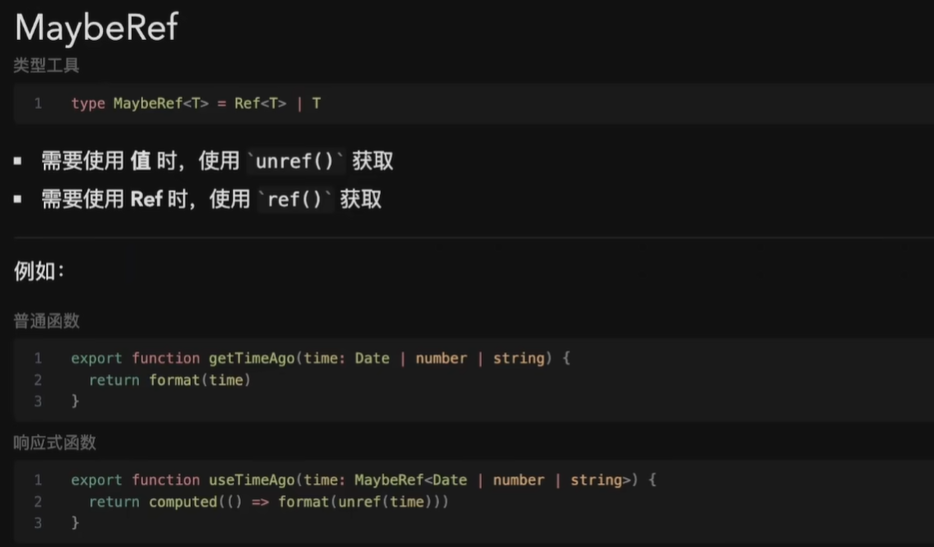 MaybeRef
类型工具
1 type MaybeRef<T> = Ref<T> | T
▪ 需要使用 值 时，使用 `unref()` 获取
▪ 需要使用 Ref 时，使用 `ref()` 获取
例如：
普通函数
1 export function getTimeAgo(time: Date | number | string) {
2   return format(time)
3 }
响应式函数
1 export function useTimeAgo(time: MaybeRef<Date | number | string>) {
2   return computed(() => format(unref(time)))
3 }